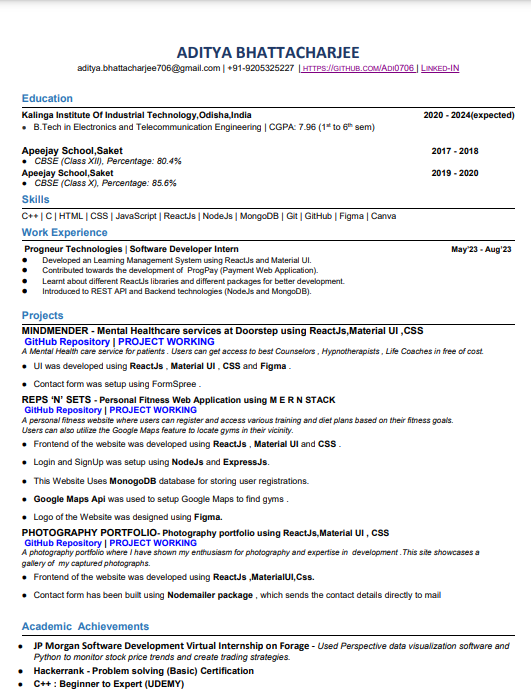 ADITYA BHATTACHARJEE
aditya.bhattacharjee706@gmail.com | +91-9205325227 | HTTPS://GITHUB.COM/ADI0706 | LINKED-IN
Education
Kalinga Institute Of Industrial Technology,Odisha,India 2020 - 2024(expected)
● B.Tech in Electronics and Telecommunication Engineering | CGPA: 7.96 (1st to 6th sem)
Apeejay School,Saket 2017 - 2018
● CBSE (Class XII), Percentage: 80.4%
Apeejay School,Saket 2019 - 2020
● CBSE (Class X), Percentage: 85.6%
Skills
C++ | C | HTML | CSS | JavaScript | ReactJs | NodeJs | MongoDB | Git | GitHub | Figma | Canva
Work Experience
Progneur Technologies | Software Developer Intern May'23 - Aug'23
● Developed an Learning Management System using ReactJs and Material UI.
● Contributed towards the development of ProgPay (Payment Web Application).
● Learnt about different ReactJs libraries and different packages for better development.
● Introduced to REST API and Backend technologies (NodeJs and MongoDB).
Projects
MINDMENDER - Mental Healthcare services at Doorstep using ReactJs,Material UI ,CSS
GitHub Repository | PROJECT WORKING
A Mental Health care service for patients . Users can get access to best Counselors , Hypnotherapists , Life Coaches in free of cost.
● UI was developed using ReactJs , Material UI , CSS and Figma .
● Contact form was setup using FormSpree .
REPS ‘N’ SETS - Personal Fitness Web Application using M E R N STACK
GitHub Repository | PROJECT WORKING
A personal fitness website where users can register and access various training and diet plans based on their fitness goals.
Users can also utilize the Google Maps feature to locate gyms in their vicinity.
● Frontend of the website was developed using ReactJs , Material UI and CSS .
● Login and SignUp was setup using NodeJs and ExpressJs.
● This Website Uses MonogoDB database for storing user registrations.
● Google Maps Api was used to setup Google Maps to find gyms .
● Logo of the Website was designed using Figma.
PHOTOGRAPHY PORTFOLIO- Photography portfolio using ReactJs,Material UI , CSS
GitHub Repository | PROJECT WORKING
A photography portfolio where I have shown my enthusiasm for photography and expertise in development .This site showcases a
gallery of my captured photographs.
● Frontend of the website was developed using ReactJs ,MaterialUI,Css.
● Contact form has been built using Nodemailer package , which sends the contact details directly to mail
Academic Achievements
● JP Morgan Software Development Virtual Internship on Forage - Used Perspective data visualization software and
Python to monitor stock price trends and create trading strategies.
● Hackerrank - Problem solving (Basic) Certification
● C++ : Beginner to Expert (UDEMY)